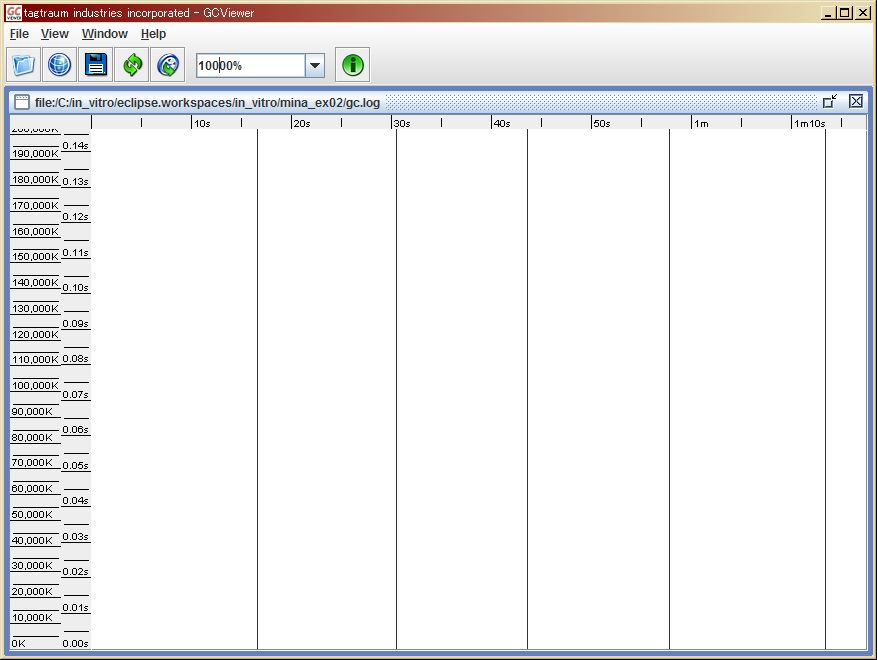 GC VIEWER tagtraum industries incorporated - GCViewer
File View Window Help
10000%
file:/C:/in_vitro/eclipse.workspaces/in_vitro/mina_ex02/gc.log
10s 20s 30s 40s 50s 1m 1m10s
200,000K
0.14s
190,000K
180,000K
0.13s
170,000K
0.12s
160,000K
0.11s
150,000K
140,000K
0.10s
130,000K
0.09s
120,000K
110,000K 0.08s
100,000K
0.07s
90,000K
0.06s
80,000K
70,000K 0.05s
60,000K
0.04s
50,000K
0.03s
40,000K
30,000K
0.02s
20,000K
0.01s
10,000K
0K 0.00s